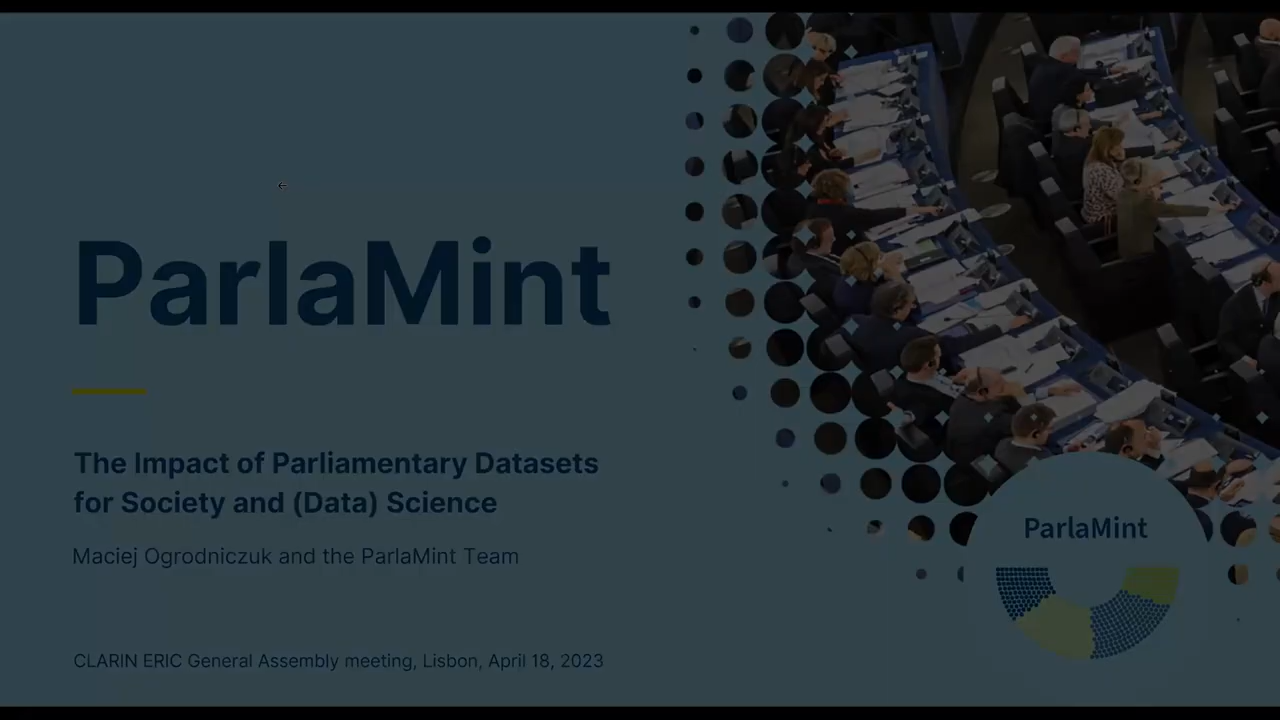 ParlaMint
The Impact of Parliamentary Datasets
for Society and (Data) Science
Maciej Ogrodniczuk and the ParlaMint Team
CLARIN ERIC General Assembly meeting, Lisbon, April 18, 2023
ParlaMint